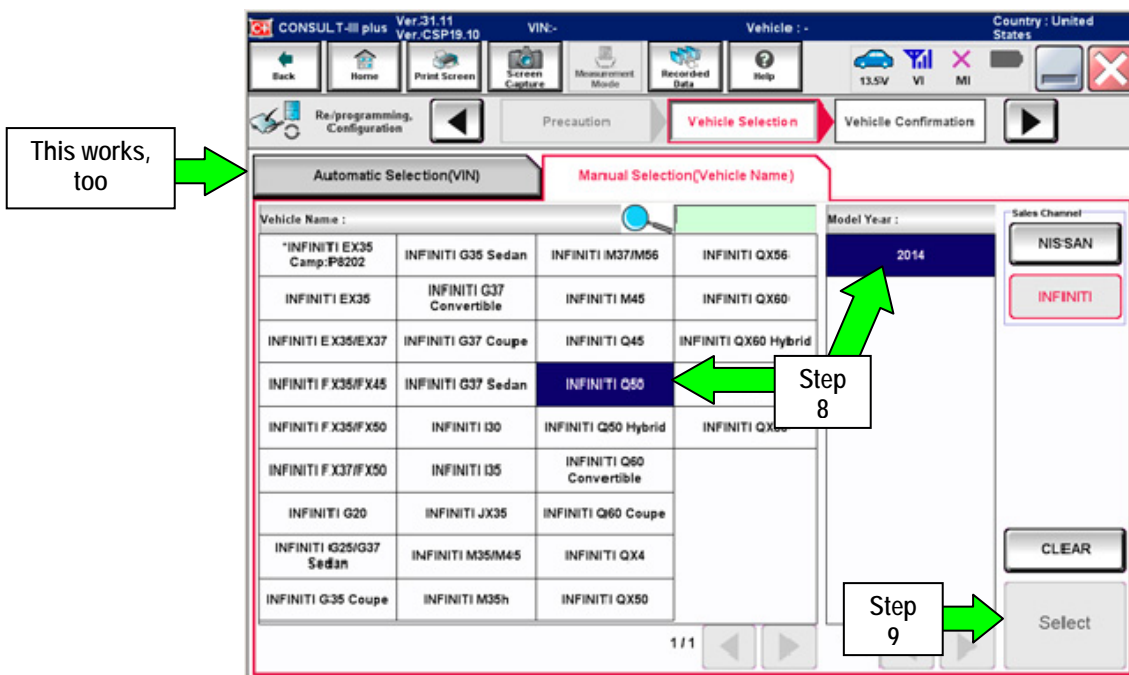 CONSULT-III plus
Ver.31.11
Ver.CSP19.10
VIN:-
Vehicle : -
Country : United
States
Back
Home
Print Screen
Screen
Capture
Measurement
Mode
Recorded
Data
Help
13.5V
VI
MI
Re/programming,
Configuration
Precaution
Vehicle Selection
Vehiclle Confirmation
This works,
too
Automatic Selection(VIN)
Manual Selection(Vehicle Name)
Vehicle Name :
Model Year :
Sales Channel
*INFINITI EX35
Camp:P8202
INFINITI G35 Sedan
INFINITI M37/M56
INFINITI QX56
2014
NISSAN
INFINITI EX35
INFINITI G37
Convertible
INFINITI M45
INFINITI QX60
INFINITI
INFINITI EX35/EX37
INFINITI G37 Coupe
INFINITI Q45
INFINITI QX60 Hybrid
INFINITI FX35/FX45
INFINITI G37 Sedan
INFINITI Q50
Step
8
INFINITI FX35/FX50
INFINITI I30
INFINITI Q50 Hybrid
INFINITI
INFINITI FX37/FX50
INFINITI I35
INFINITI Q60
Convertible
INFINITI G20
INFINITI JX35
INFINITI Q60 Coupe
INFINITI G25/G37
Sedan
INFINITI M35/M45
INFINITI QX4
CLEAR
INFINITI G35 Coupe
INFINITI M35h
INFINITI QX50
Step
9
Select
1/1